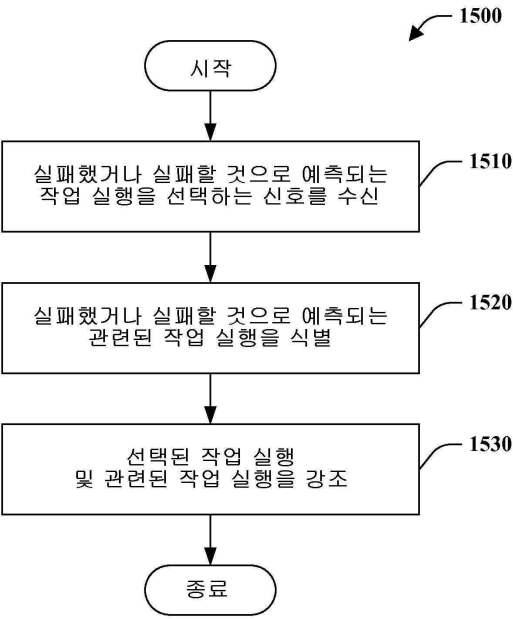 1500
시작
실패했거나 실패할 것으로 예측되는
작업 실행을 선택하는 신호를 수신
1510
실패했거나 실패할 것으로 예측되는
관련된 작업 실행을 식별
1520
선택된 작업 실행
및 관련된 작업 실행을 강조
1530
종료